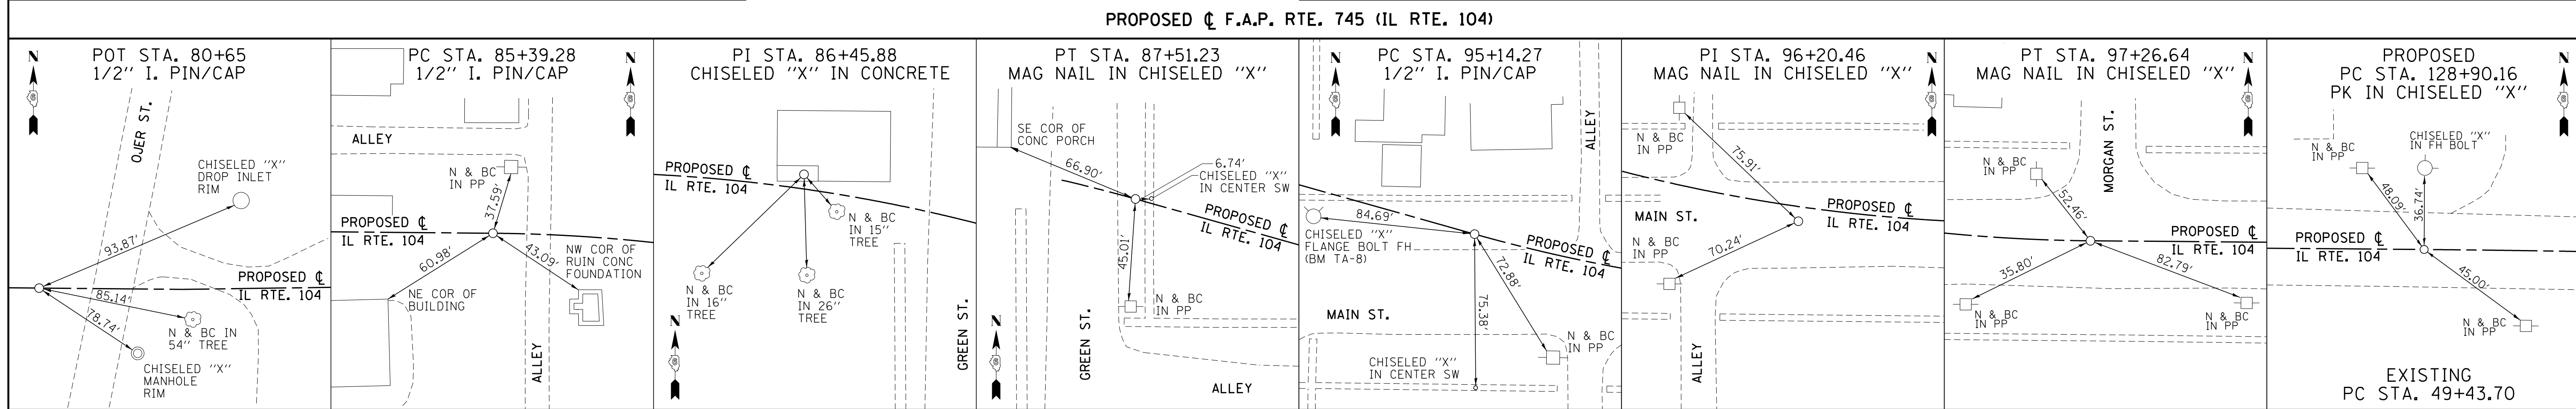 PROPOSED ℄ F.A.P. RTE. 745 (IL RTE. 104)
N
POT STA. 80+65
1/2" I. PIN/CAP
OJER ST.
CHISELED "X"
DROP INLET
RIM
93.87'
PROPOSED ℄
IL RTE. 104
85.14'
78.74'
N & BC IN
54" TREE
CHISELED "X"
MANHOLE
RIM
PC STA. 85+39.28
1/2" I. PIN/CAP
N
ALLEY
N & BC
IN PP
37.59'
PROPOSED ℄
IL RTE. 104
60.98'
43.09'
NW COR OF
RUIN CONC
FOUNDATION
NE COR OF
BUILDING
ALLEY
PI STA. 86+45.88
CHISELED "X" IN CONCRETE
PROPOSED ℄
IL RTE. 104
N & BC
IN 15"
TREE
N & BC
IN 16"
TREE
N & BC
IN 26"
TREE
GREEN ST.
N
PT STA. 87+51.23
MAG NAIL IN CHISELED "X"
SE COR OF
CONC PORCH
66.90'
6.74'
CHISELED "X"
IN CENTER SW
PROPOSED ℄
IL RTE. 104
45.01'
N & BC
IN PP
GREEN ST.
N
ALLEY
PC STA. 95+14.27
1/2" I. PIN/CAP
N
ALLEY
84.69'
CHISELED "X"
FLANGE BOLT FH
(BM TA-8)
PROPOSED ℄
IL RTE. 104
72.88'
75.38'
MAIN ST.
N & BC
IN PP
CHISELED "X"
IN CENTER SW
PI STA. 96+20.46
MAG NAIL IN CHISELED "X"
N
N & BC
IN PP
75.91'
PROPOSED ℄
IL RTE. 104
MAIN ST.
N & BC
IN PP
70.24'
ALLEY
PT STA. 97+26.64
MAG NAIL IN CHISELED "X"
N
MORGAN ST.
N & BC
IN PP
52.46'
PROPOSED ℄
IL RTE. 104
35.80'
82.79'
N & BC
IN PP
N & BC
IN PP
PROPOSED
PC STA. 128+90.16
PK IN CHISELED "X"
N
CHISELED "X"
IN FH BOLT
N & BC
IN PP
48.09'
36.74'
PROPOSED ℄
IL RTE. 104
45.00'
N & BC
IN PP
EXISTING
PC STA. 49+43.70